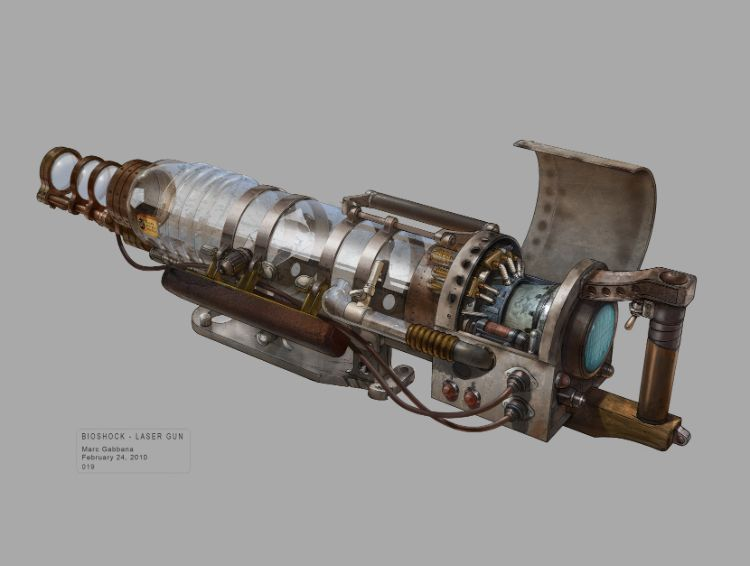 BIOSHOCK - LASER GUN
Marc Gabbana
February 24, 2010
019